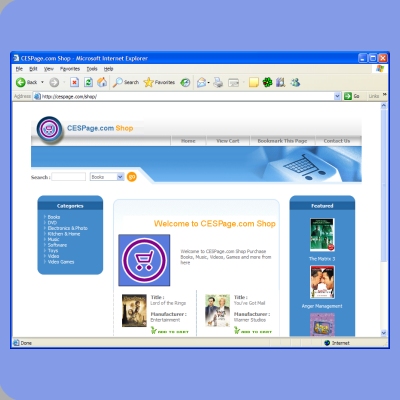 CESPage.com Shop - Microsoft Internet Explorer
File Edit View Favorites Tools Help
Back Search Favorites
Address http://cespage.com/shop/ Go Links »
CESPage.com Shop
Home View Cart Bookmark This Page Contact Us
Search : Books go
Categories
Books
DVD
Electronics & Photo
Kitchen & Home
Music
Software
Toys
Video
Video Games
Welcome to CESPage.com Shop
Welcome to CESPage.com Shop Purchase
Books, Music, Videos, Games and more from
here
Title :
Lord of the Rings
Manufacturer :
Entertainment
ADD TO CART
Title :
You've Got Mail
Manufacturer :
Warner Studios
ADD TO CART
Featured
The Matrix 3
Anger Management
Done Internet